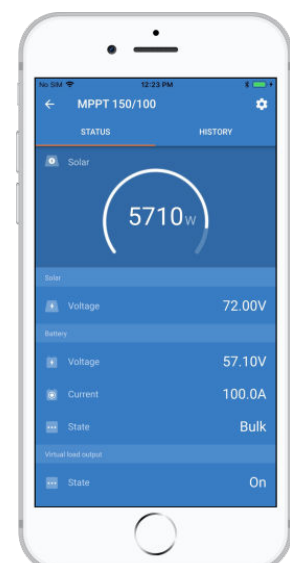 No SIM 12:23 PM
← MPPT 150/100
STATUS HISTORY
Solar
5710w
Solar
Voltage 72.00V
Battery
Voltage 57.10V
Current 100.0A
State Bulk
Virtual load output
State On